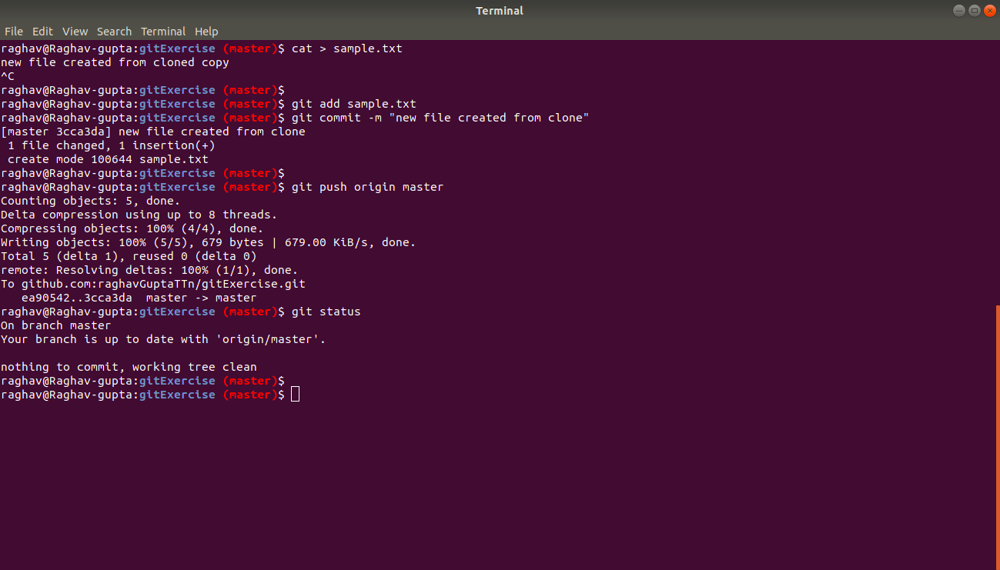 Terminal
File Edit View Search Terminal Help
raghav@Raghav-gupta:gitExercise (master)$ cat > sample.txt
new file created from cloned copy
^C
raghav@Raghav-gupta:gitExercise (master)$
raghav@Raghav-gupta:gitExercise (master)$ git add sample.txt
raghav@Raghav-gupta:gitExercise (master)$ git commit -m "new file created from clone"
[master 3cca3da] new file created from clone
 1 file changed, 1 insertion(+)
 create mode 100644 sample.txt
raghav@Raghav-gupta:gitExercise (master)$
raghav@Raghav-gupta:gitExercise (master)$ git push origin master
Counting objects: 5, done.
Delta compression using up to 8 threads.
Compressing objects: 100% (4/4), done.
Writing objects: 100% (5/5), 679 bytes | 679.00 KiB/s, done.
Total 5 (delta 1), reused 0 (delta 0)
remote: Resolving deltas: 100% (1/1), done.
To github.com:raghavGuptaTTn/gitExercise.git
   ea90542..3cca3da  master -> master
raghav@Raghav-gupta:gitExercise (master)$ git status
On branch master
Your branch is up to date with 'origin/master'.

nothing to commit, working tree clean
raghav@Raghav-gupta:gitExercise (master)$
raghav@Raghav-gupta:gitExercise (master)$